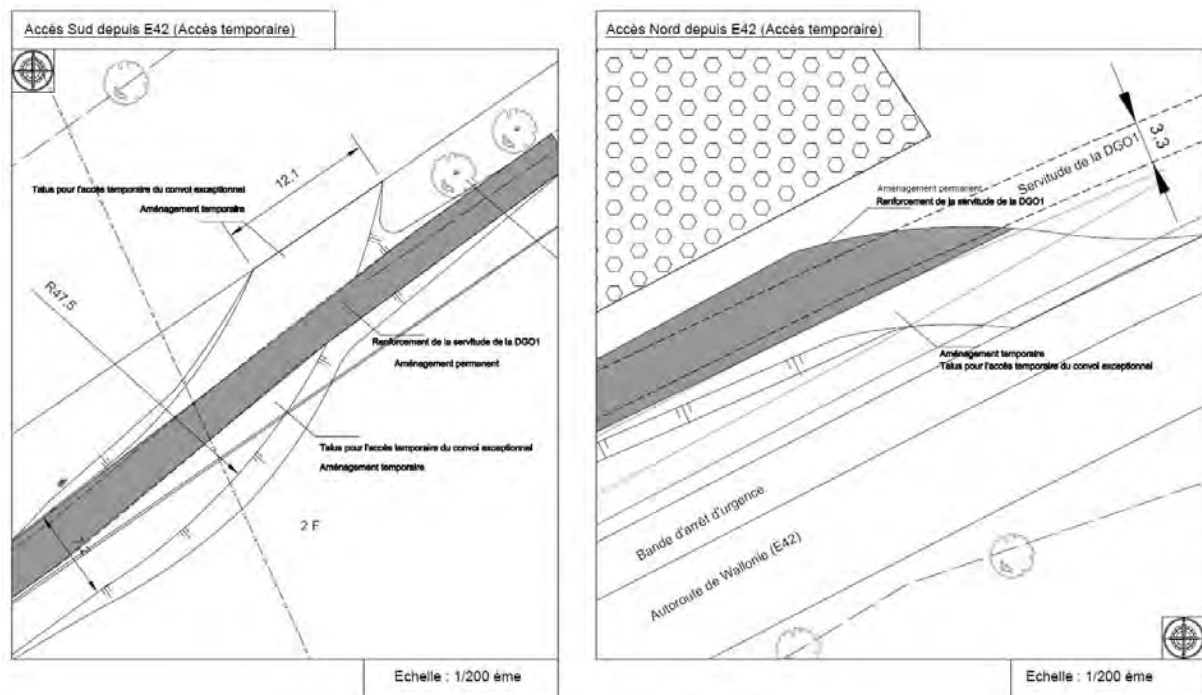 Accès Sud depuis E42 (Accès temporaire)
12.1
Talus pour l'accès temporaire du convoi exceptionnel
Aménagement temporaire
R47.5
Renforcement de la servitude de la DGO1
Aménagement permanent
Talus pour l'accès temporaire du convoi exceptionnel
Aménagement temporaire
2 F
Echelle : 1/200 ème
Accès Nord depuis E42 (Accès temporaire)
3.3
Servitude de la DGO1
Aménagement permanent
Renforcement de la servitude de la DGO1
Aménagement temporaire
Talus pour l'accès temporaire du convoi exceptionnel
Bande d'arrêt d'urgence
Autoroute de Wallonie (E42)
Echelle : 1/200 ème